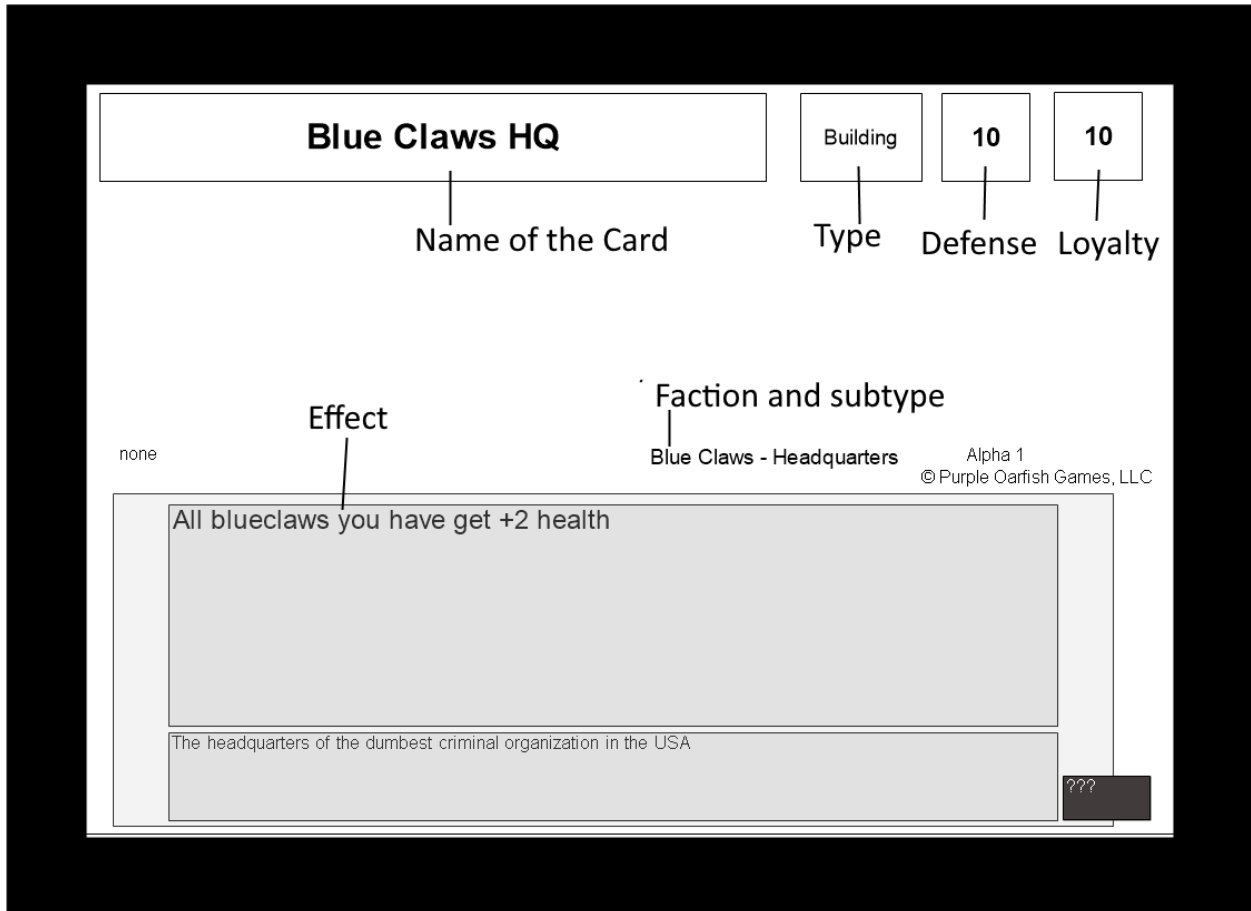 Blue Claws HQ
Building
10
10
Name of the Card
Type
Defense
Loyalty
Effect
Faction and subtype
none
Blue Claws - Headquarters
Alpha 1
© Purple Oarfish Games, LLC
All blueclaws you have get +2 health
The headquarters of the dumbest criminal organization in the USA
???